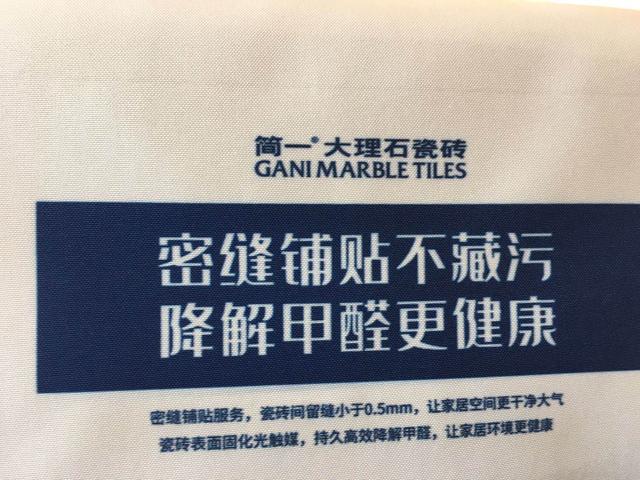 简一®大理石瓷砖
GANI MARBLE TILES
密缝铺贴不藏污
降解甲醛更健康
密缝铺贴服务，瓷砖间留缝小于0.5mm，让家居空间更干净大气
瓷砖表面固化光触媒，持久高效降解甲醛，让家居环境更健康